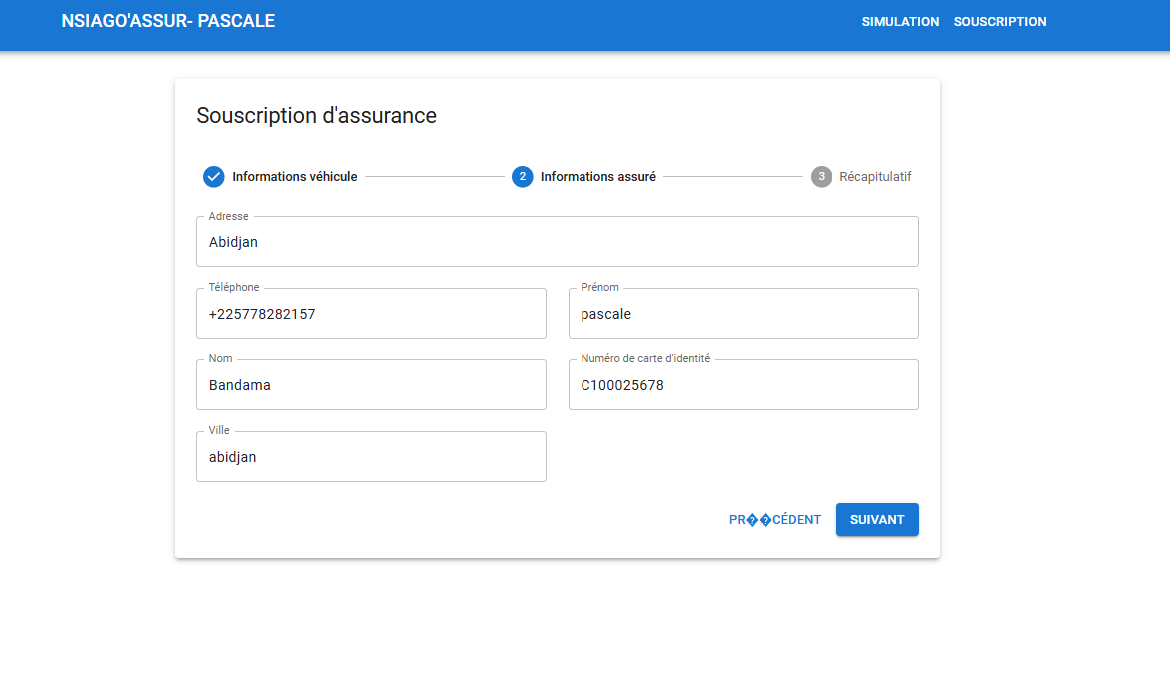 NSIAGO'ASSUR- PASCALE
SIMULATION SOUSCRIPTION
Souscription d'assurance
Informations véhicule
2 Informations assuré
3 Récapitulatif
Adresse
Abidjan
Téléphone
+225778282157
Prénom
pascale
Nom
Bandama
Numéro de carte d'identité
C100025678
Ville
abidjan
PR��CÉDENT
SUIVANT